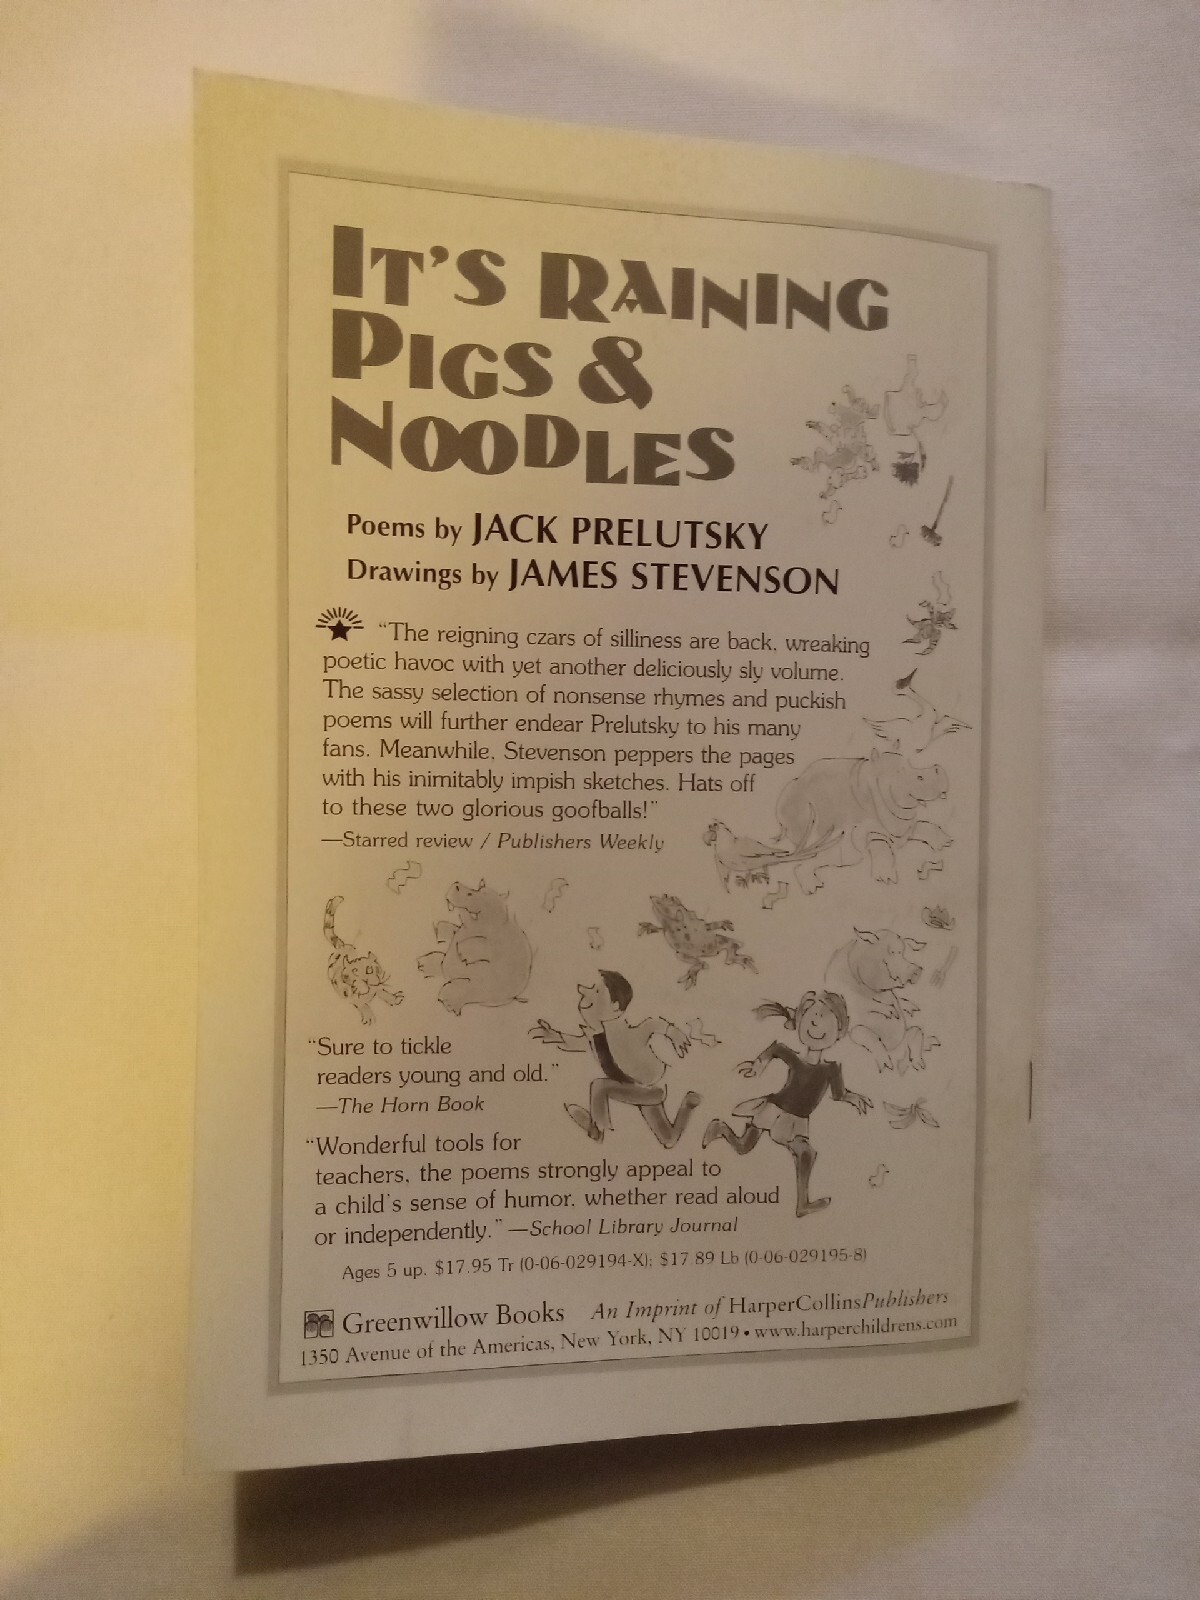 IT'S RAINING
PIGS &
NOODLES
Poems by JACK PRELUTSKY
Drawings by JAMES STEVENSON
"The reigning czars of silliness are back, wreaking
poetic havoc with yet another deliciously sly volume.
The sassy selection of nonsense rhymes and puckish
poems will further endear Prelutsky to his many
fans. Meanwhile, Stevenson peppers the pages
with his inimitably impish sketches. Hats off
to these two glorious goofballs!"
—Starred review / Publishers Weekly
"Sure to tickle
readers young and old."
—The Horn Book
"Wonderful tools for
teachers, the poems strongly appeal to
a child's sense of humor, whether read aloud
or independently." —School Library Journal
Ages 5 up. $17.95 Tr (0-06-029194-X); $17.89 Lb (0-06-029195-8)
Greenwillow Books An Imprint of HarperCollinsPublishers
1350 Avenue of the Americas, New York, NY 10019 • www.harperchildrens.com